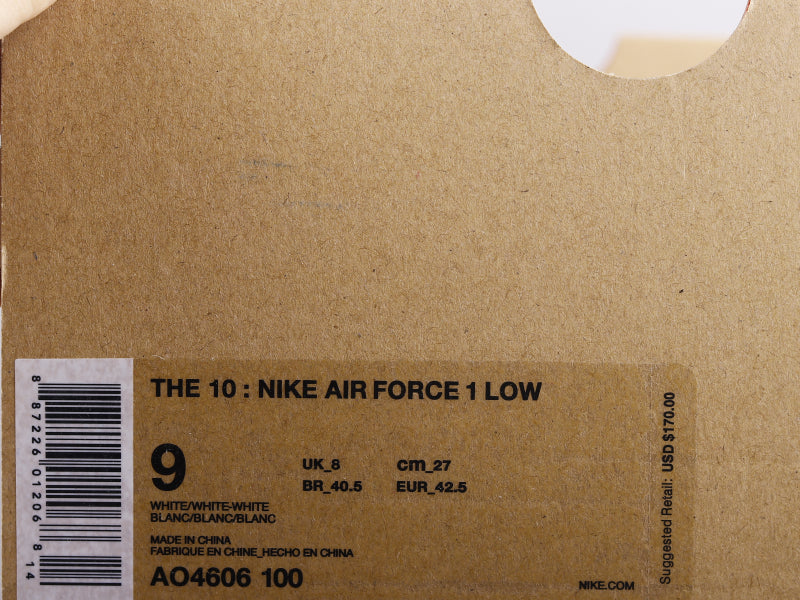 THE 10 : NIKE AIR FORCE 1 LOW
9
UK_8 cm_27
BR_40.5 EUR_42.5
WHITE/WHITE-WHITE
BLANC/BLANC/BLANC
MADE IN CHINA
FABRIQUE EN CHINE_HECHO EN CHINA
AO4606 100
NIKE.COM
Suggested Retail: USD $170.00
8 87226 01206 8 14